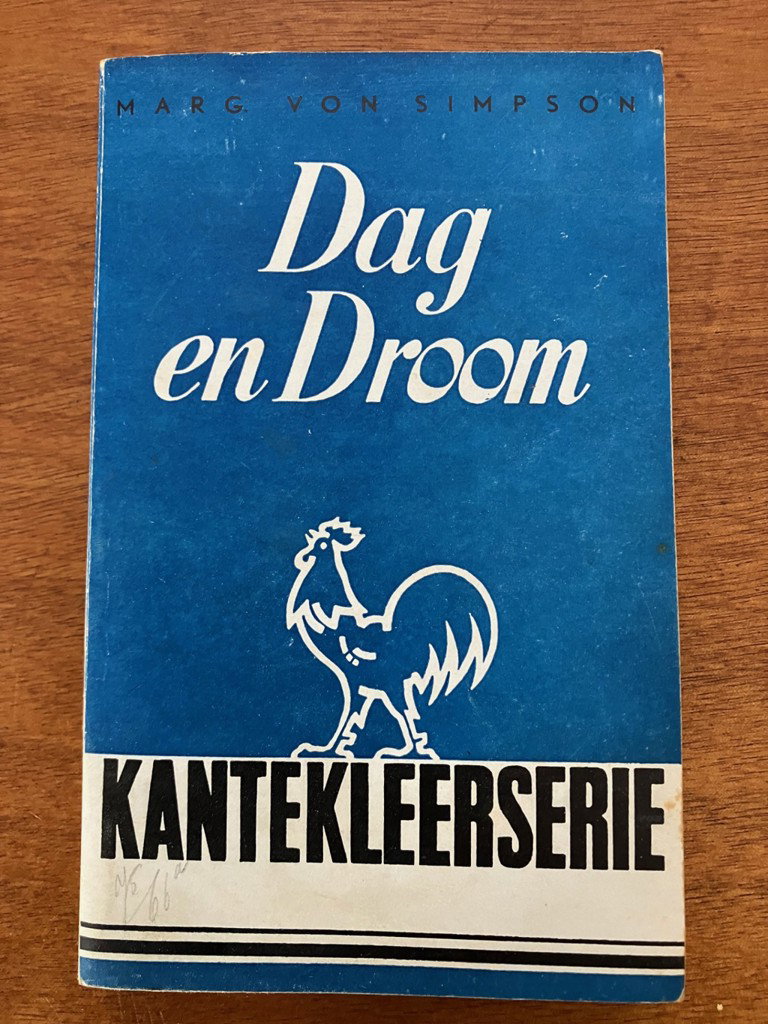 MARG. VON SIMPSON
Dag
en Droom
KANTEKLEERSERIE